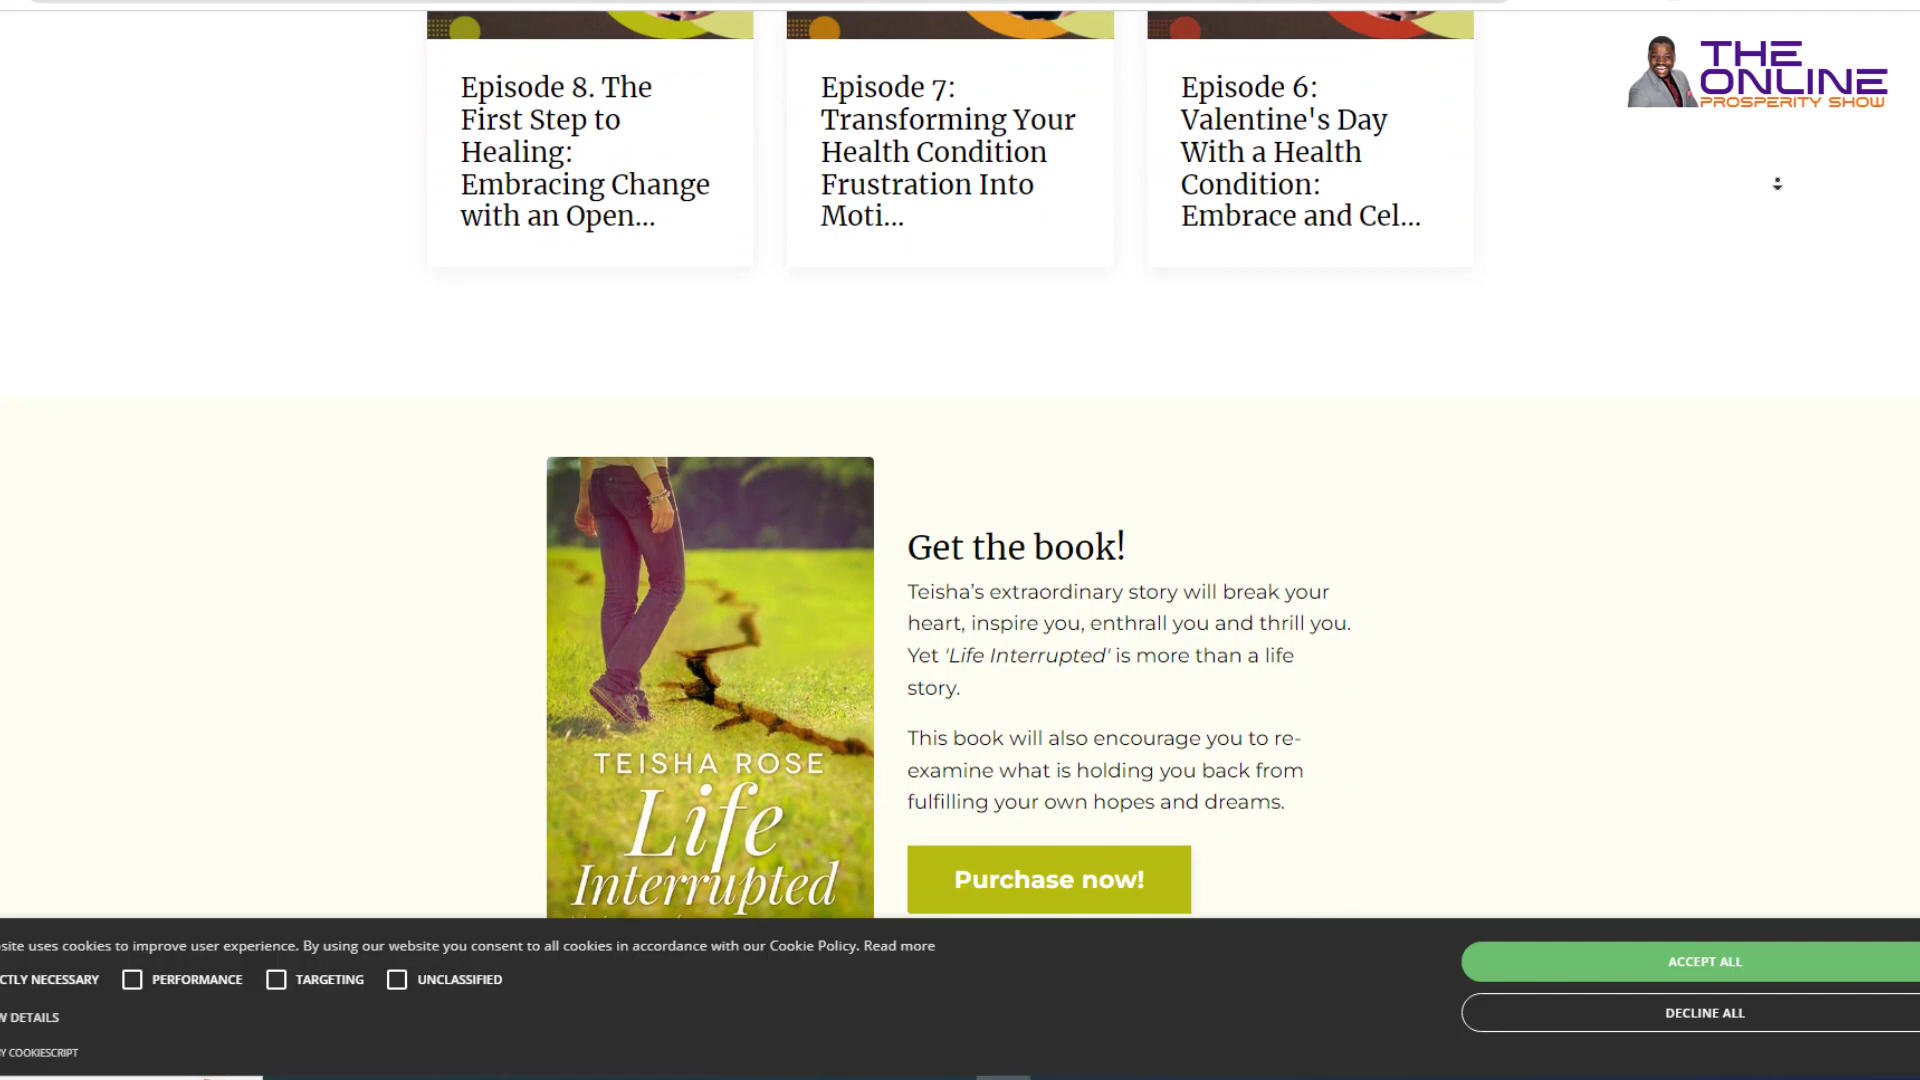 THE
ONLINE
PROSPERITY SHOW
Episode 8. The
First Step to
Healing:
Embracing Change
with an Open...
Episode 7:
Transforming Your
Health Condition
Frustration Into
Moti...
Episode 6:
Valentine's Day
With a Health
Condition:
Embrace and Cel...
TEISHA ROSE
Life
Interrupted
Get the book!
Teisha’s extraordinary story will break your
heart, inspire you, enthrall you and thrill you.
Yet 'Life Interrupted' is more than a life
story.
This book will also encourage you to re-
examine what is holding you back from
fulfilling your own hopes and dreams.
Purchase now!
site uses cookies to improve user experience. By using our website you consent to all cookies in accordance with our Cookie Policy. Read more
CTLY NECESSARY PERFORMANCE TARGETING UNCLASSIFIED
W DETAILS
Y COOKIESCRIPT
ACCEPT ALL
DECLINE ALL